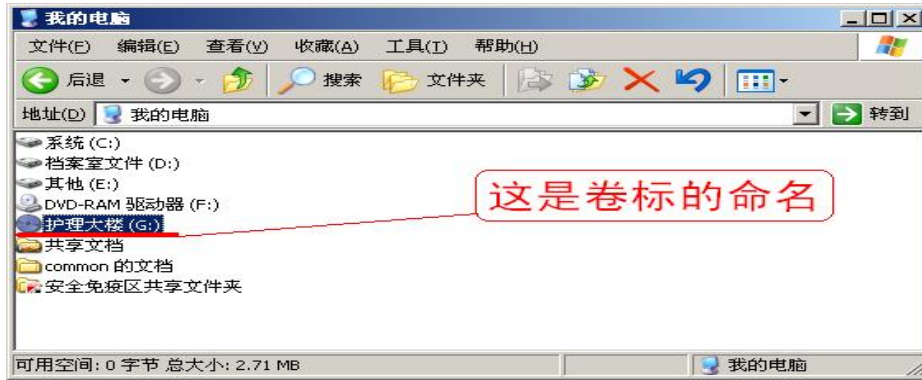 我的电脑
文件(F) 编辑(E) 查看(V) 收藏(A) 工具(T) 帮助(H)
后退 搜索 文件夹
地址(D) 我的电脑 转到
系统 (C:)
档案室文件 (D:)
其他 (E:)
DVD-RAM 驱动器 (F:)
这是卷标的命名
护理大楼 (G:)
共享文档
common 的文档
安全免疫区共享文件夹
可用空间: 0 字节 总大小: 2.71 MB 我的电脑